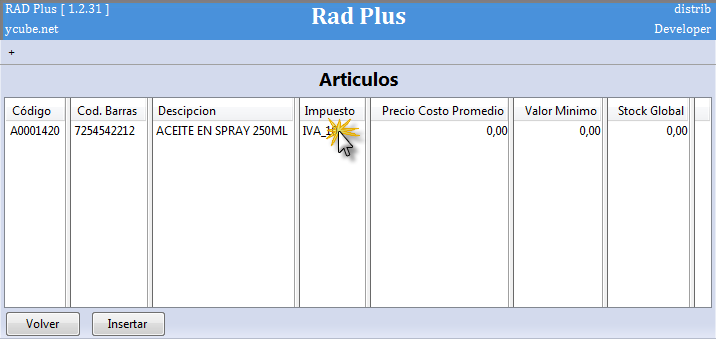 RAD Plus [ 1.2.31 ] Rad Plus distrib
ycube.net Developer
+
Articulos
Código Cod. Barras Descipcion Impuesto Precio Costo Promedio Valor Minimo Stock Global
A0001420 7254542212 ACEITE EN SPRAY 250ML 0,00 0,00 0,00
Volver Insertar